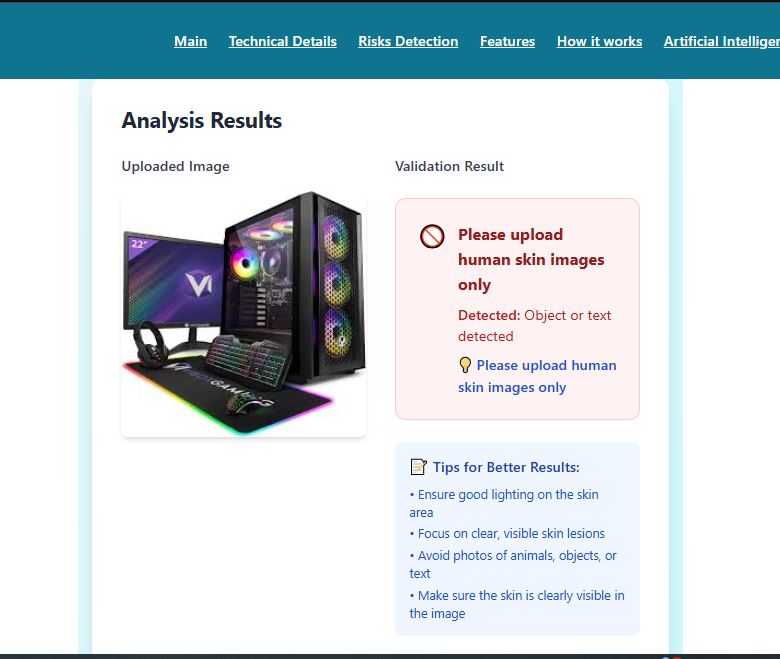 Main Technical Details Risks Detection Features How it works Artificial
Analysis Results
Uploaded Image
Validation Result
22"
GAMING
Please upload
human skin images
only
Detected: Object or text
detected
Please upload human
skin images only
Tips for Better Results:
• Ensure good lighting on the skin
area
• Focus on clear, visible skin lesions
• Avoid photos of animals, objects, or
text
• Make sure the skin is clearly visible in
the image